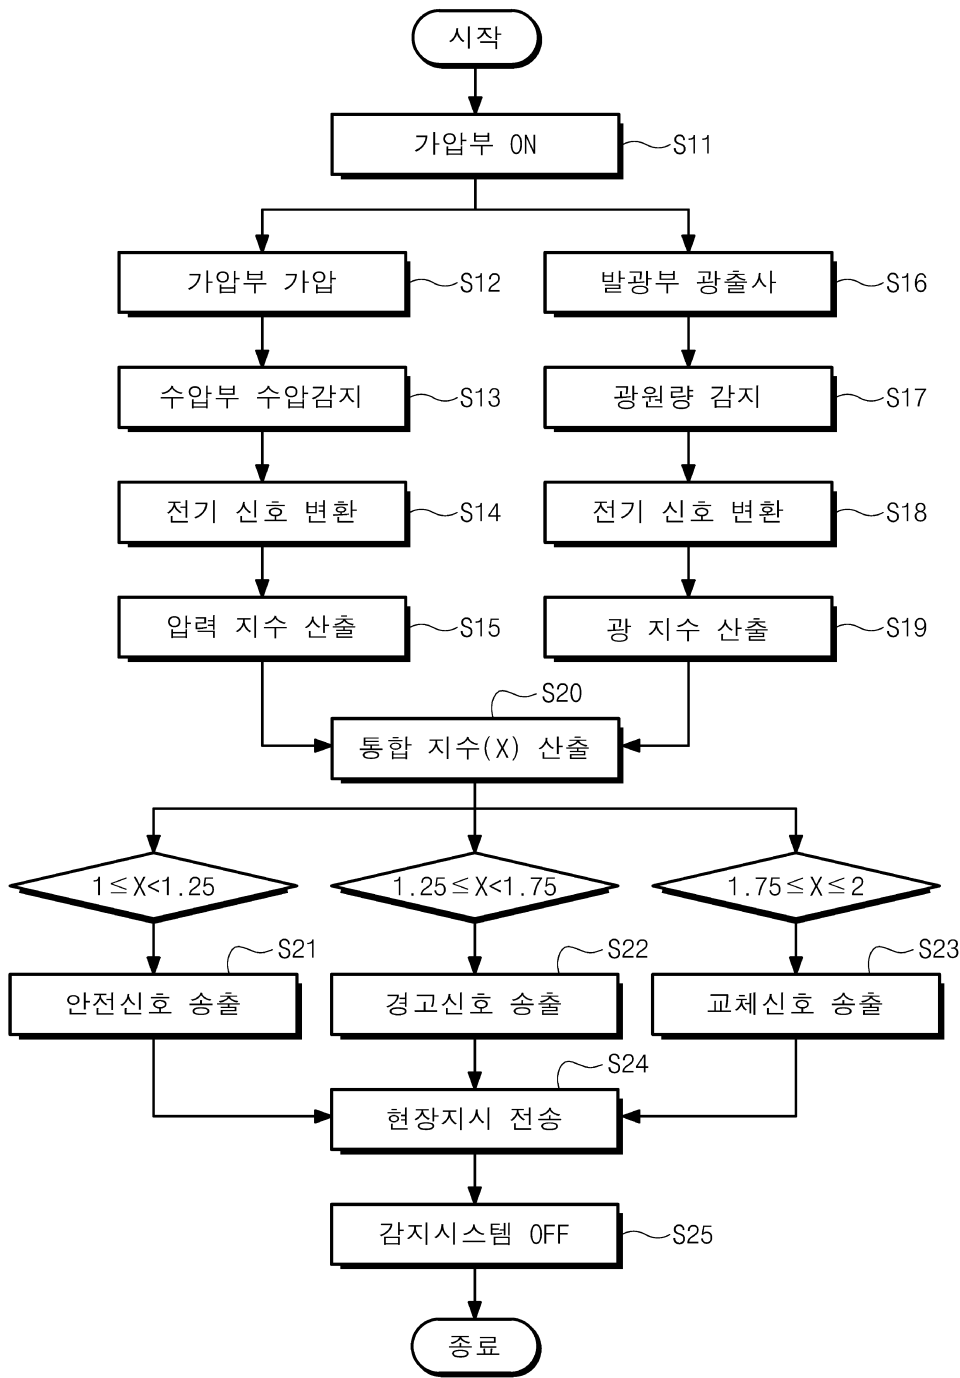 시작
가압부 ON
S11
가압부 가압
S12
발광부 광출사
S16
수압부 수압감지
S13
광원량 감지
S17
전기 신호 변환
S14
전기 신호 변환
S18
압력 지수 산출
S15
광 지수 산출
S19
S20
통합 지수(X) 산출
1≤X<1.25
1.25≤X<1.75
1.75≤X≤2
S21
안전신호 송출
S22
경고신호 송출
S23
교체신호 송출
S24
현장지시 전송
감지시스템 OFF
S25
종료